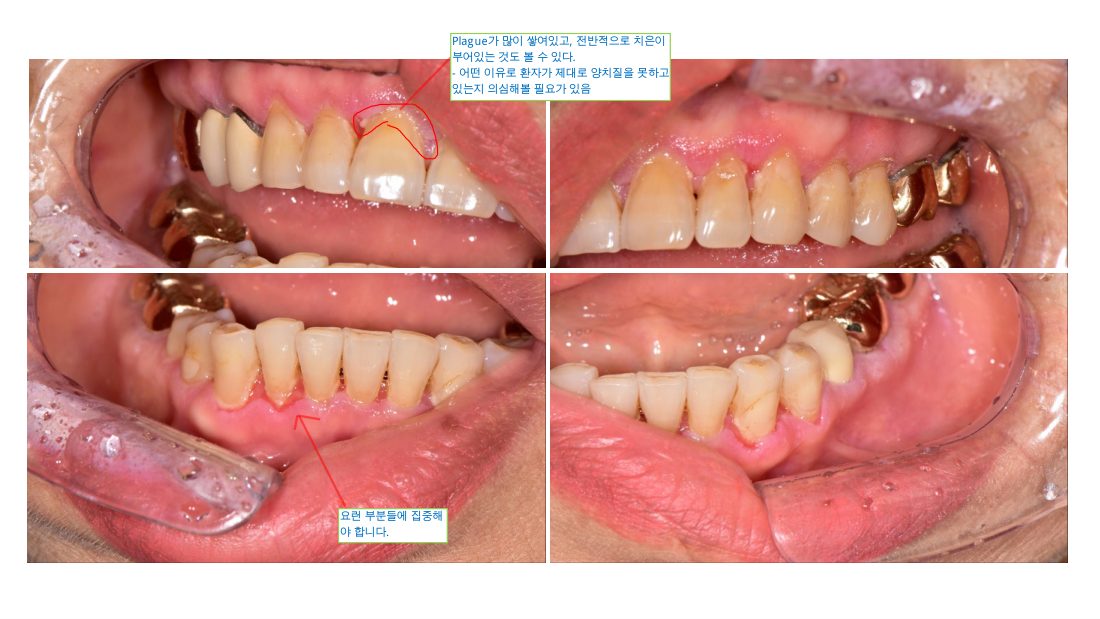 Plague가 많이 쌓여있고, 전반적으로 치은이
부어있는 것도 볼 수 있다.
- 어떤 이유로 환자가 제대로 양치질을 못하고
있는지 의심해볼 필요가 있음
요런 부분들에 집중해
야 합니다.